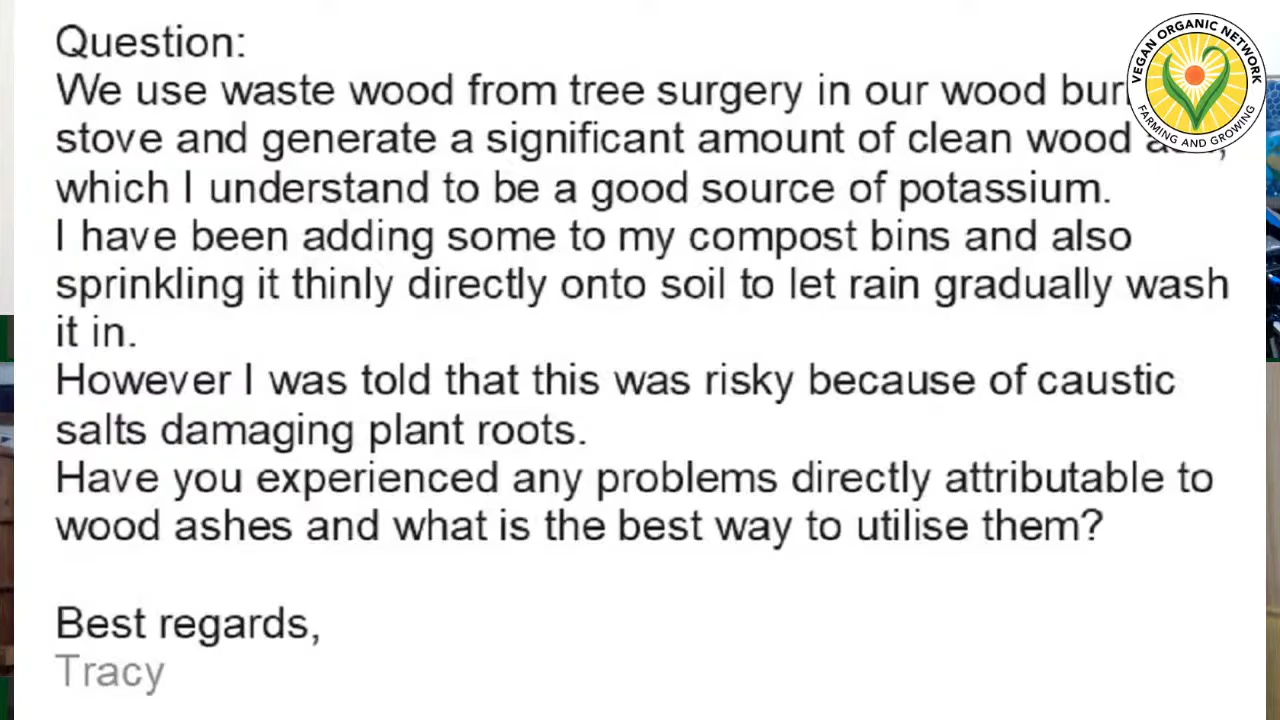 Question:
We use waste wood from tree surgery in our wood
stove and generate a significant amount of clean wood
which I understand to be a good source of potassium.
I have been adding some to my compost bins and also
sprinkling it thinly directly onto soil to let rain gradually wash
it in.
However I was told that this was risky because of caustic
salts damaging plant roots.
Have you experienced any problems directly attributable to
wood ashes and what is the best way to utilise them?
Best regards,
Tracy
VEGAN ORGANIC NETWORK
FARMING AND GROWING